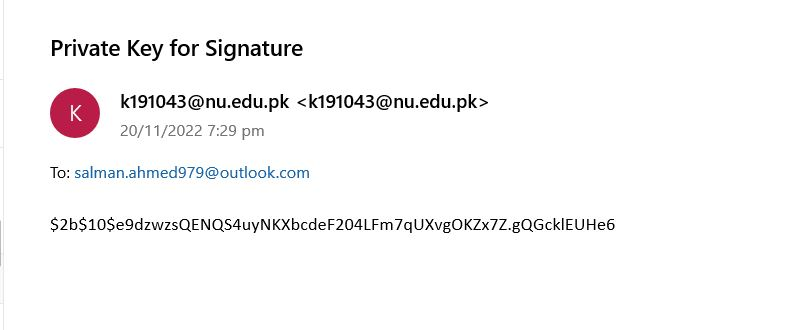 Private Key for Signature
K
k191043@nu.edu.pk <k191043@nu.edu.pk>
20/11/2022 7:29 pm
To: salman.ahmed979@outlook.com
$2b$10$e9dzwzsQENQS4uyNKXbcdeF204LFm7qUXvgOKZx7Z.gQGcklEUHe6